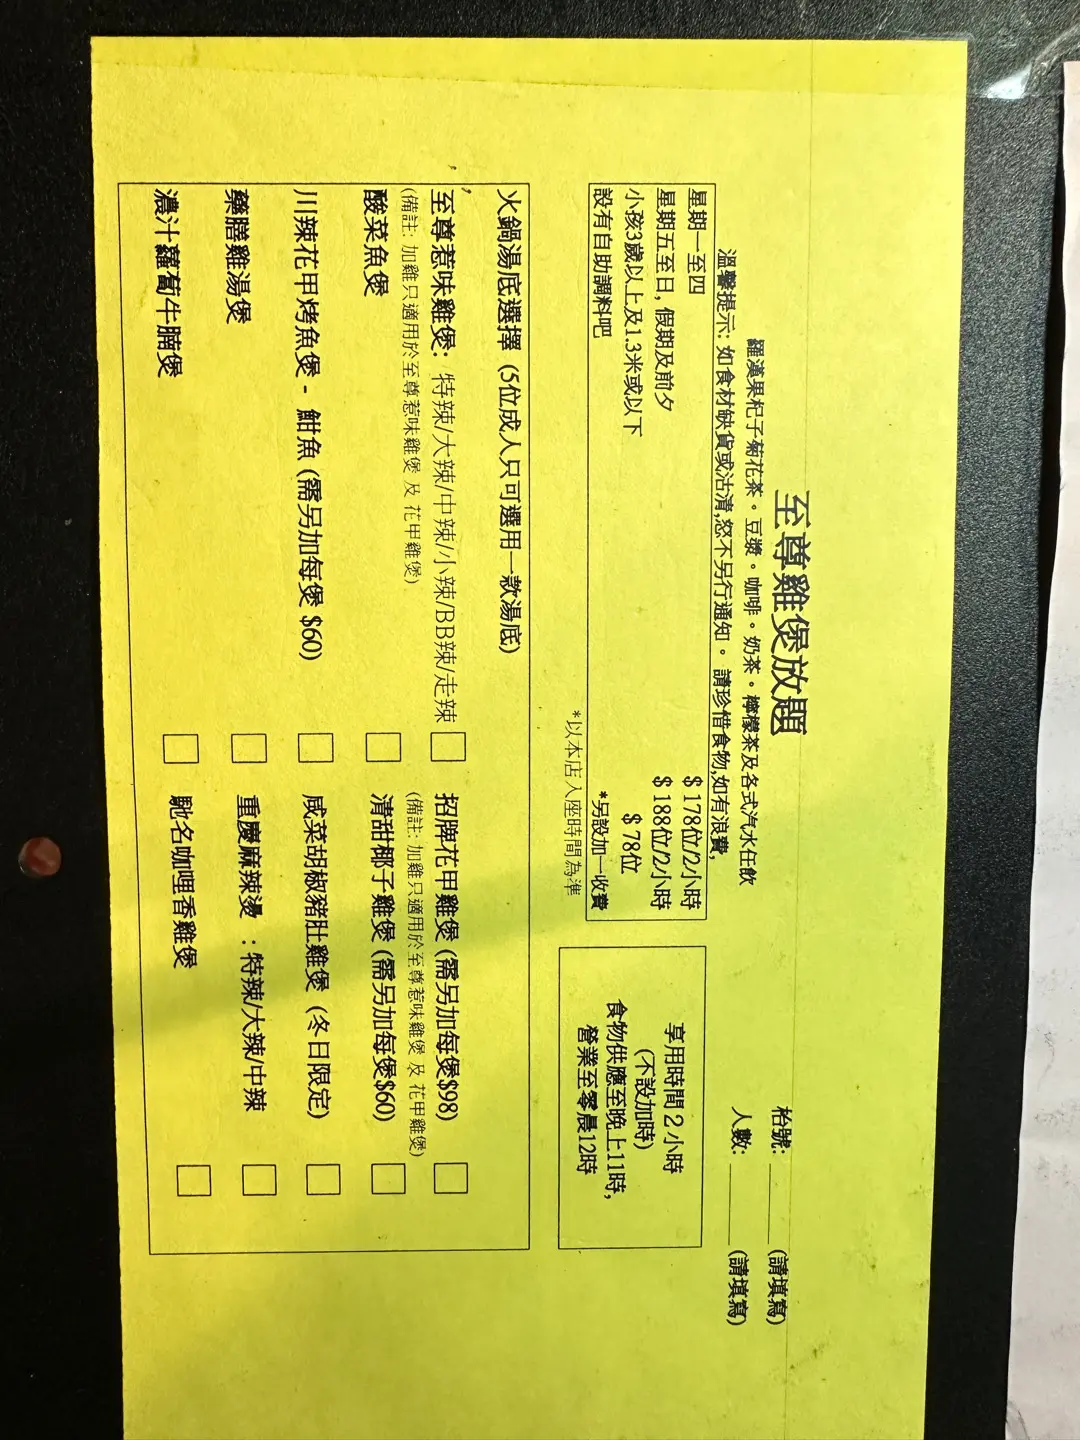 至尊雞煲放題
枱號: ______ (請填寫)
羅漢果杞子菊花茶。豆漿。咖啡。奶茶。檸檬茶及各式汽水任飲
人數: ______ (請填寫)
溫馨提示: 如食材缺貨或沽清,怒不另行通知。 請珍惜食物,如有浪費,
星期一至四 $178位/2小時
星期五至日, 假期及前夕 $188位/2小時
小孩3歲以上及1.3米或以下 $78位
設有自助調料吧 *另設加一收費
*以本店入座時間為準
享用時間2小時
(不設加時)
食物供應至晚上11時,
營業至零晨12時
火鍋湯底選擇 (5位成人只可選用一款湯底)
至尊惹味雞煲: 特辣/大辣/中辣/小辣/BB辣/走辣 □ 招牌花甲雞煲 (需另加每煲$98) □
(備註: 加雞只適用於至尊惹味雞煲 及 花甲雞煲) (備註: 加雞只適用於至尊惹味雞煲 及 花甲雞煲)
酸菜魚煲 □ 清甜椰子雞煲 (需另加每煲$60) □
川辣花甲烤魚煲 - 魽魚 (需另加每煲 $60) □ 咸菜胡椒豬肚雞煲 (冬日限定) □
藥膳雞湯煲 □ 重慶麻辣燙 : 特辣/大辣/中辣 □
濃汁蘿蔔牛腩煲 □ 馳名咖哩香雞煲 □